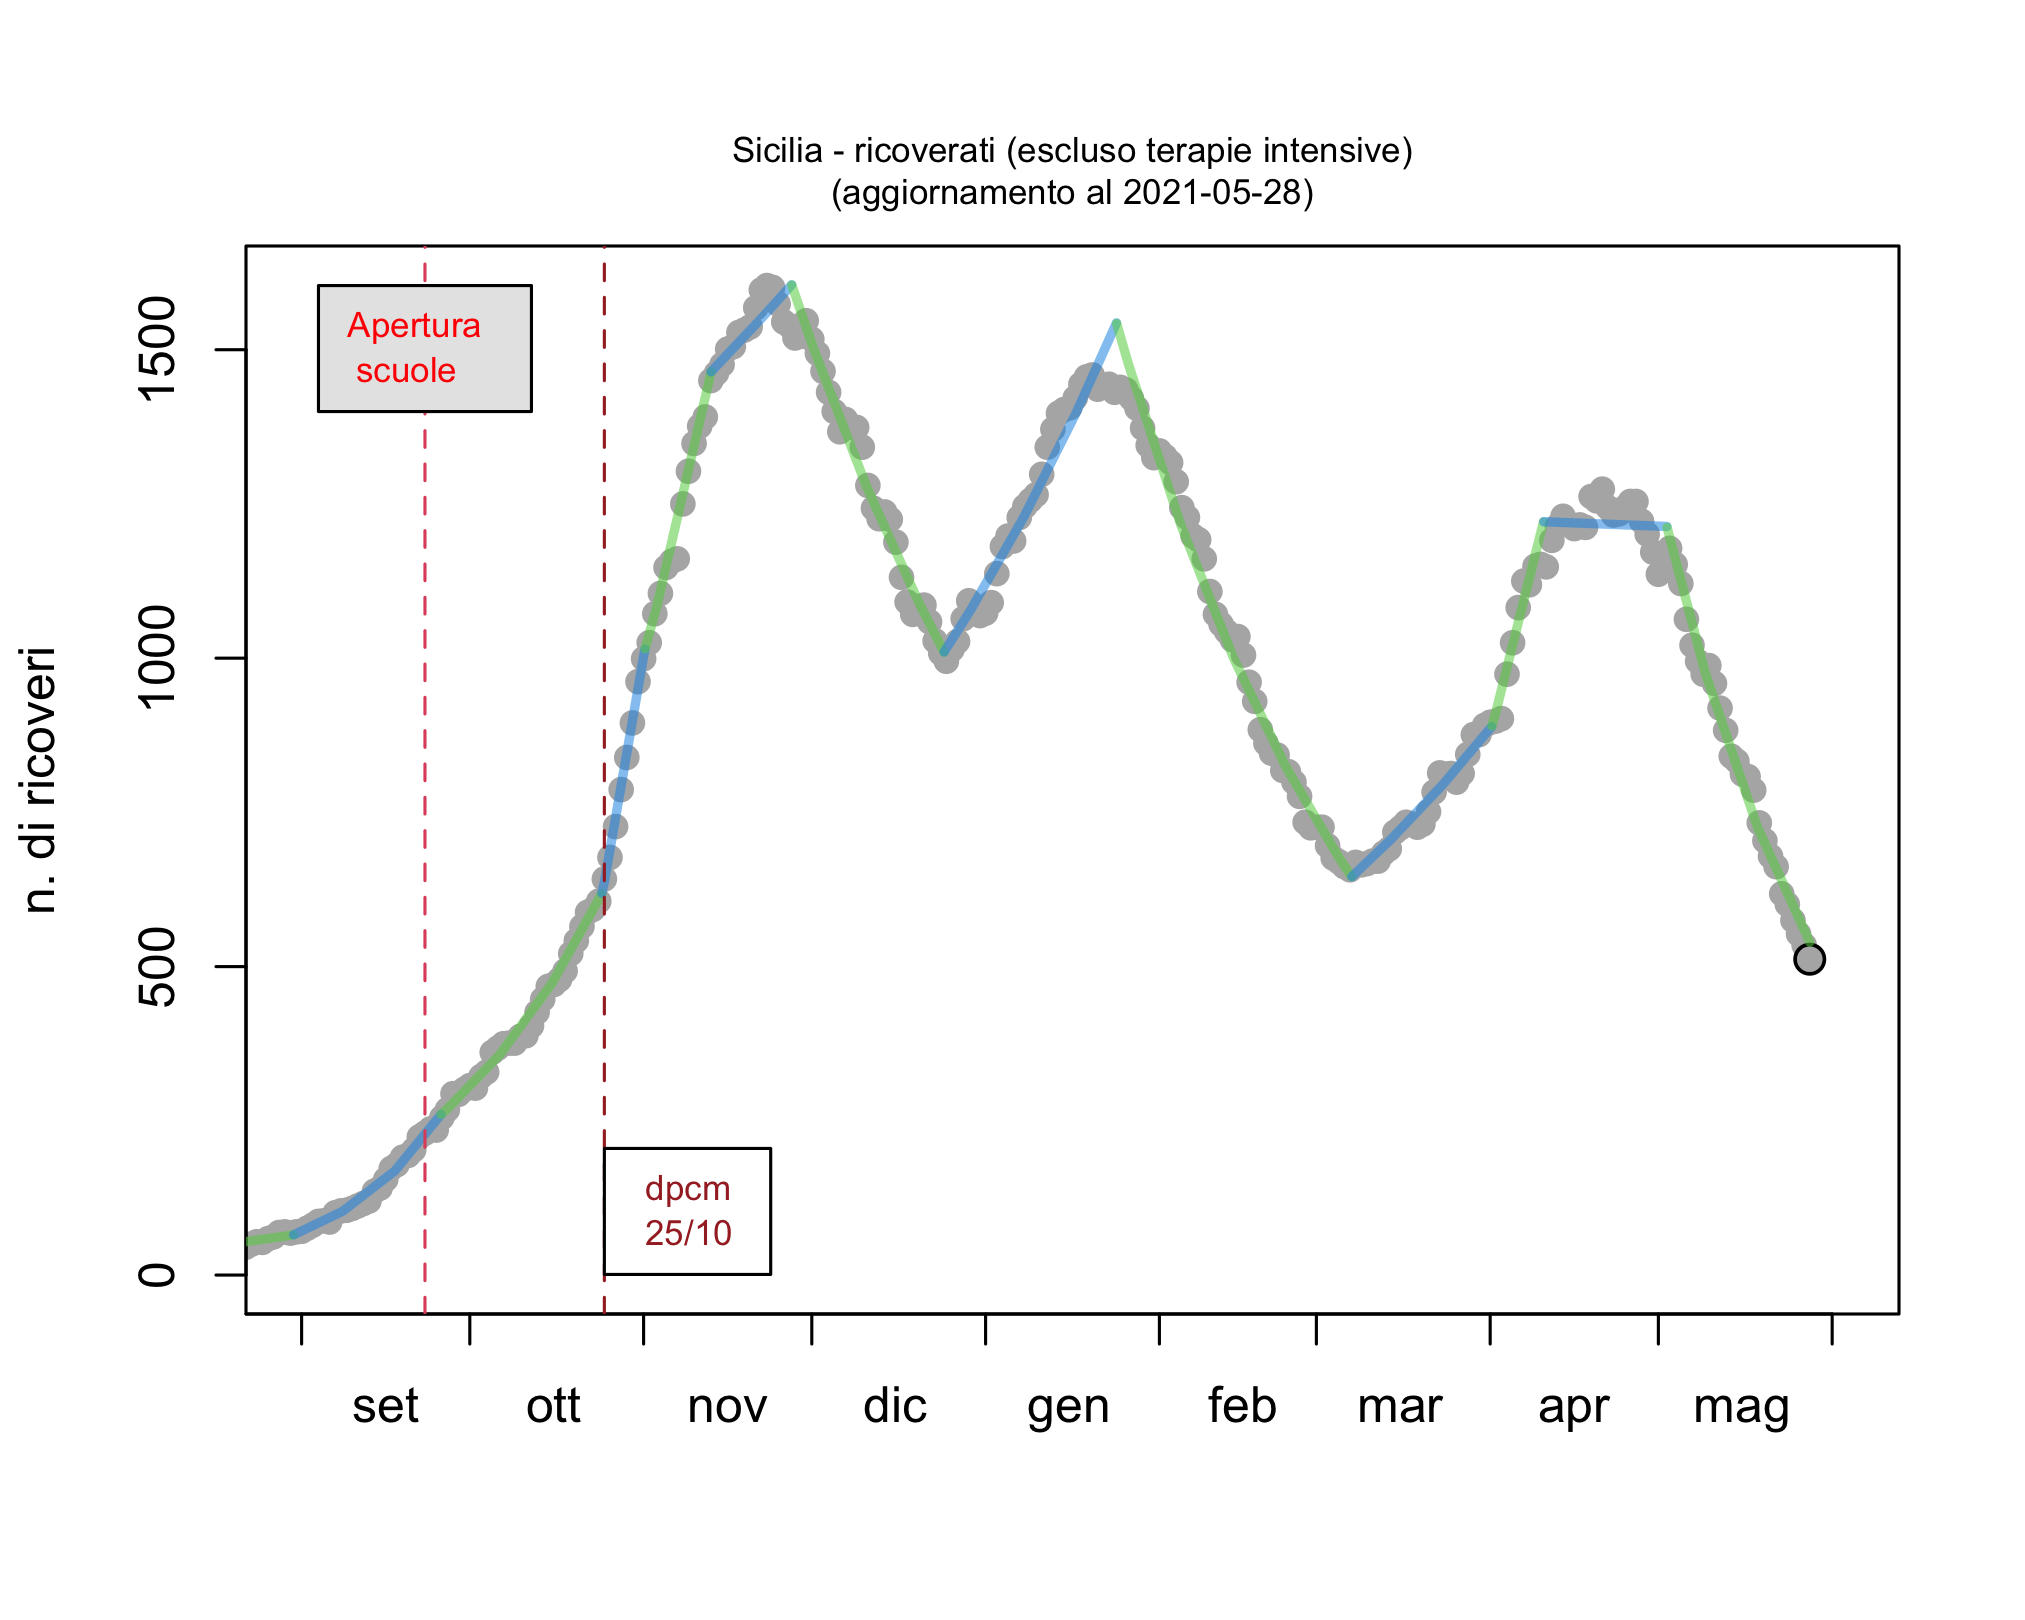 Sicilia - ricoverati (escluso terapie intensive)
(aggiornamento al 2021-05-28)
Apertura
scuole
dpcm
25/10
n. di ricoveri
1500
1000
500
0
set ott nov dic gen feb mar apr mag